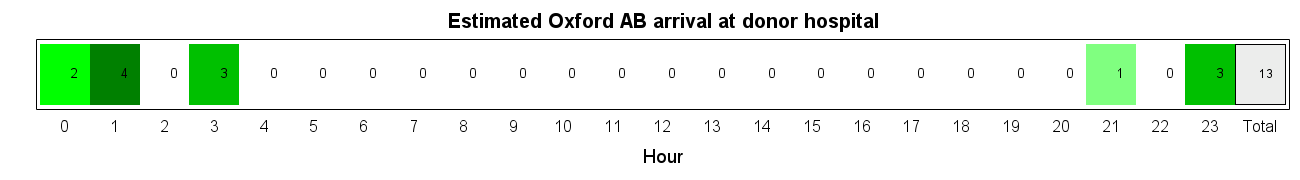 Estimated Oxford AB arrival at donor hospital
2 4 0 3 0 0 0 0 0 0 0 0 0 0 0 0 0 0 0 0 0 1 0 3 13
0 1 2 3 4 5 6 7 8 9 10 11 12 13 14 15 16 17 18 19 20 21 22 23 Total
Hour